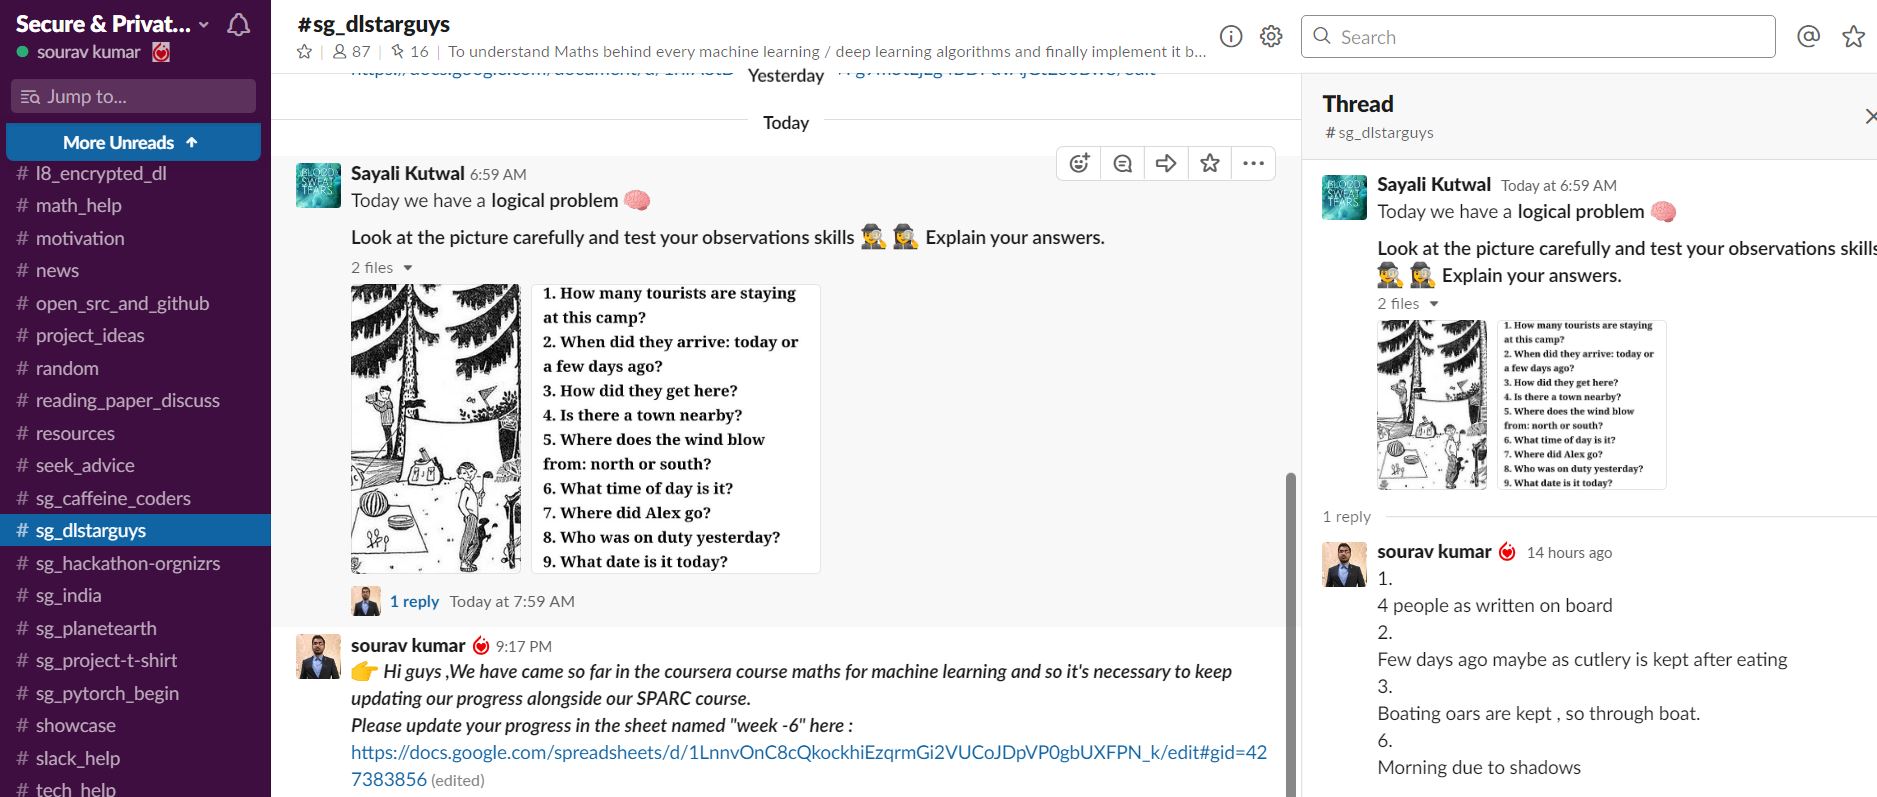 Secure & Privat...
sourav kumar
Jump to...
More Unreads ↑
# l8_encrypted_dl
# math_help
# motivation
# news
# open_src_and_github
# project_ideas
# random
# reading_paper_discuss
# resources
# seek_advice
# sg_caffeine_coders
# sg_dlstarguys
# sg_hackathon-orgnizrs
# sg_india
# sg_planetearth
# sg_project-t-shirt
# sg_pytorch_begin
# showcase
# slack_help
# tech_help
#sg_dlstarguys
87 | 16 | To understand Maths behind every machine learning / deep learning algorithms and finally implement it b...
Search
Yesterday
Today
Sayali Kutwal 6:59 AM
Today we have a logical problem 🧠
Look at the picture carefully and test your observations skills 🕵️ 🕵️ Explain your answers.
2 files
1. How many tourists are staying
at this camp?
2. When did they arrive: today or
a few days ago?
3. How did they get here?
4. Is there a town nearby?
5. Where does the wind blow
from: north or south?
6. What time of day is it?
7. Where did Alex go?
8. Who was on duty yesterday?
9. What date is it today?
1 reply Today at 7:59 AM
sourav kumar 9:17 PM
👉 Hi guys ,We have came so far in the coursera course maths for machine learning and so it's necessary to keep
updating our progress alongside our SPARC course.
Please update your progress in the sheet named "week -6" here :
https://docs.google.com/spreadsheets/d/1LnnvOnC8cQkockhiEzqrmGi2VUCoJDpVP0gbUXFPN_k/edit#gid=42
7383856 (edited)
Thread
# sg_dlstarguys
Sayali Kutwal Today at 6:59 AM
Today we have a logical problem 🧠
Look at the picture carefully and test your observations skills
🕵️ 🕵️ Explain your answers.
2 files
1. How many tourists are staying
at this camp?
2. When did they arrive: today or
a few days ago?
3. How did they get here?
4. Is there a town nearby?
5. Where does the wind blow
from: north or south?
6. What time of day is it?
7. Where did Alex go?
8. Who was on duty yesterday?
9. What date is it today?
1 reply
sourav kumar 14 hours ago
1.
4 people as written on board
2.
Few days ago maybe as cutlery is kept after eating
3.
Boating oars are kept , so through boat.
6.
Morning due to shadows